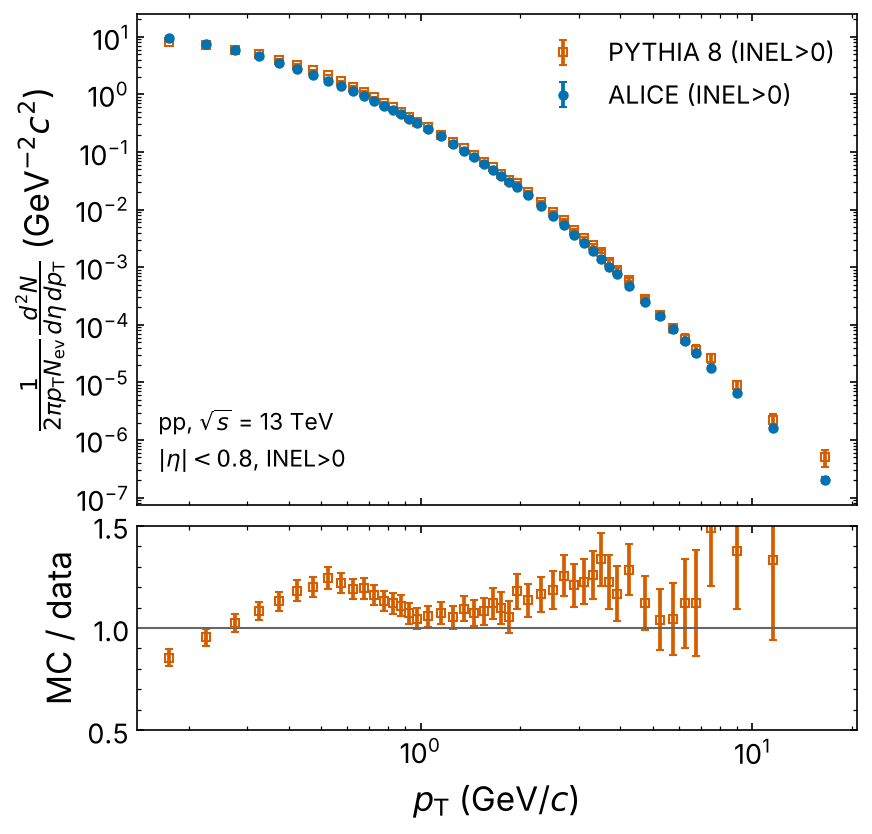 10¹
10⁰
10⁻¹
10⁻²
10⁻³
10⁻⁴
10⁻⁵
10⁻⁶
10⁻⁷
1/(2πp_T N_ev) d²N/(dη dp_T) (GeV⁻²c²)
PYTHIA 8 (INEL>0)
ALICE (INEL>0)
pp, √s = 13 TeV
|η| < 0.8, INEL>0
1.5
1.0
0.5
MC / data
10⁰ 10¹
p_T (GeV/c)